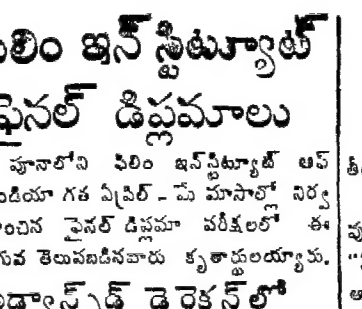 లిం ఇన్‌స్టిట్యూట్
ఫైనల్ డిప్లమాలు
పూనాలోని ఫిలిం ఇన్‌స్టిట్యూట్ ఆఫ్
డియా గత ఏప్రిల్ - మే మాసాల్లో నిర్వ
ంచిన ఫైనల్ డిప్లమా పరీక్షలలో ఈ
గువ తెలుపబడినవారు కృతార్థులయ్యారు.
డ్వాన్స్‌డ్ డైరెక్షన్‌లో